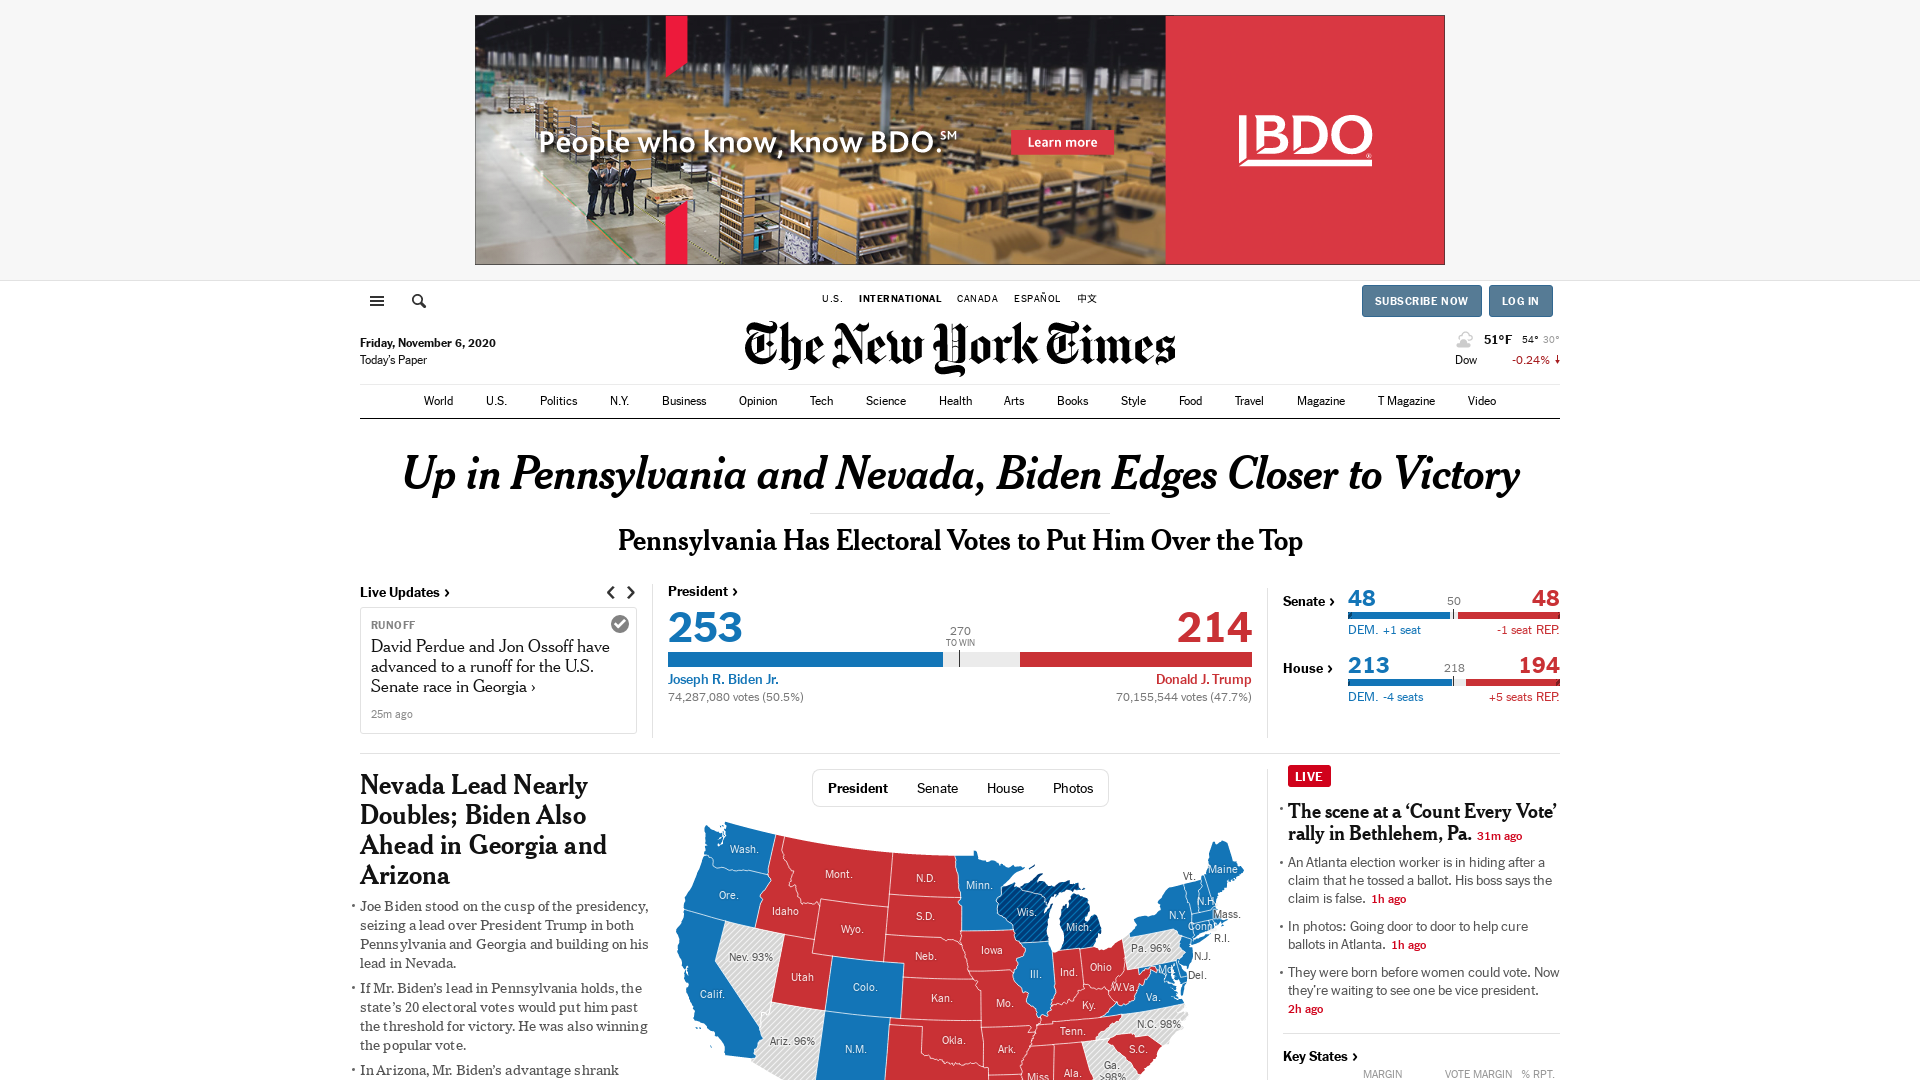 People who know, know BDO.SM
Learn more
BDO
U.S. INTERNATIONAL CANADA ESPAÑOL 中文
SUBSCRIBE NOW LOG IN
Friday, November 6, 2020
Today's Paper
The New York Times
51°F 54° 30°
Dow -0.24%
World U.S. Politics N.Y. Business Opinion Tech Science Health Arts Books Style Food Travel Magazine T Magazine Video
Up in Pennsylvania and Nevada, Biden Edges Closer to Victory
Pennsylvania Has Electoral Votes to Put Him Over the Top
Live Updates ›
RUNOFF
David Perdue and Jon Ossoff have
advanced to a runoff for the U.S.
Senate race in Georgia ›
25m ago
President ›
253 214
270
TO WIN
Joseph R. Biden Jr. Donald J. Trump
74,287,080 votes (50.5%) 70,155,544 votes (47.7%)
Senate › 48 50 48
DEM. +1 seat -1 seat REP.
House › 213 218 194
DEM. -4 seats +5 seats REP.
Nevada Lead Nearly
Doubles; Biden Also
Ahead in Georgia and
Arizona
• Joe Biden stood on the cusp of the presidency,
seizing a lead over President Trump in both
Pennsylvania and Georgia and building on his
lead in Nevada.
• If Mr. Biden's lead in Pennsylvania holds, the
state's 20 electoral votes would put him past
the threshold for victory. He was also winning
the popular vote.
• In Arizona, Mr. Biden's advantage shrank
President Senate House Photos
Wash.
Mont.
N.D.
Minn.
Vt.
Maine
Ore.
Idaho
S.D.
Wis.
N.H.
N.Y.
Mass.
Wyo.
Mich.
Conn.
R.I.
Nev. 93%
Neb.
Iowa
Pa. 96%
N.J.
Utah
Ill.
Ind.
Ohio
Md.
Del.
Calif.
Colo.
Kan.
Mo.
W.Va.
Ky.
Va.
Ariz. 96%
N.M.
Okla.
Ark.
Tenn.
N.C. 98%
S.C.
Miss.
Ala.
Ga.
>98%
LIVE
• The scene at a ‘Count Every Vote’
rally in Bethlehem, Pa. 31m ago
• An Atlanta election worker is in hiding after a
claim that he tossed a ballot. His boss says the
claim is false. 1h ago
• In photos: Going door to door to help cure
ballots in Atlanta. 1h ago
• They were born before women could vote. Now
they're waiting to see one be vice president.
2h ago
Key States ›
MARGIN VOTE MARGIN % RPT.